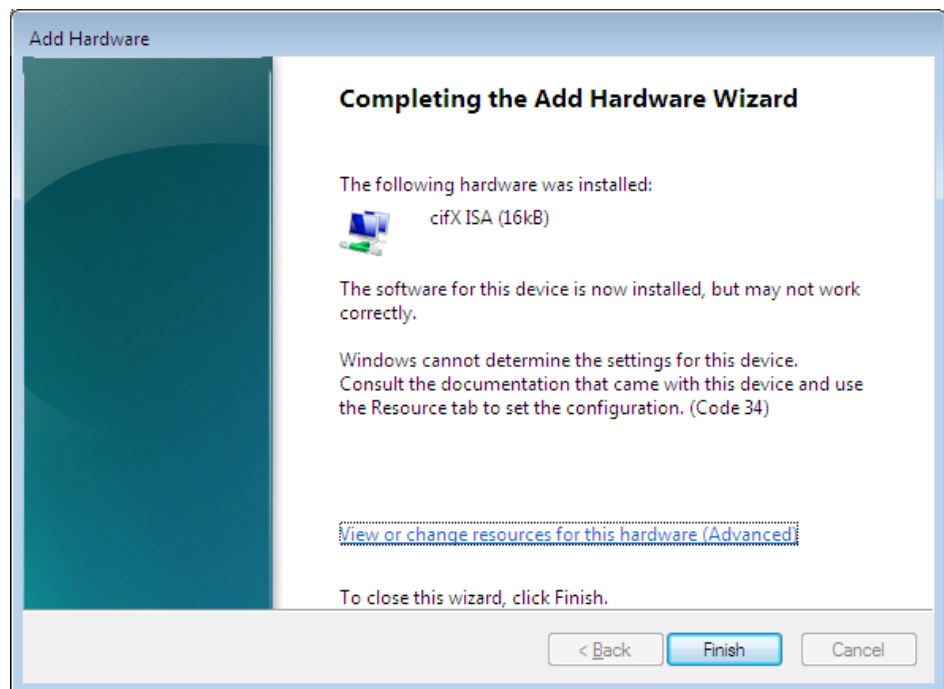 Add Hardware
Completing the Add Hardware Wizard
The following hardware was installed:
cifX ISA (16kB)
The software for this device is now installed, but may not work
correctly.
Windows cannot determine the settings for this device.
Consult the documentation that came with this device and use
the Resource tab to set the configuration. (Code 34)
View or change resources for this hardware (Advanced)
To close this wizard, click Finish.
< Back Finish Cancel